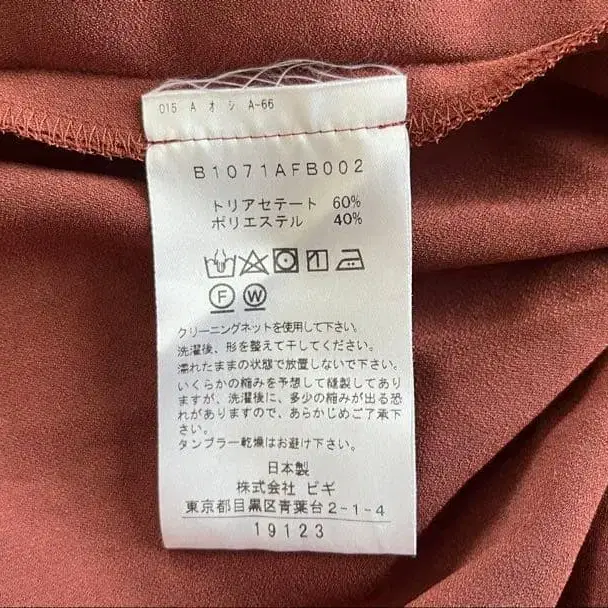 015 A オ シ A-66
B1071AFB002
トリアセテート 60%
ポリエステル 40%
F W
クリーニングネットを使用して下さい。
洗濯後、形を整えて干してください。
濡れたままの状態で放置しないで下さい。
いくらかの縮みを予想して縫製してあり
ますが、洗濯後に、多少の縮みが出る恐
れがありますので、あらかじめご了承下
さい。
タンブラー乾燥はお避け下さい。
日本製
株式会社 ビギ
東京都目黒区青葉台2-1-4
19123